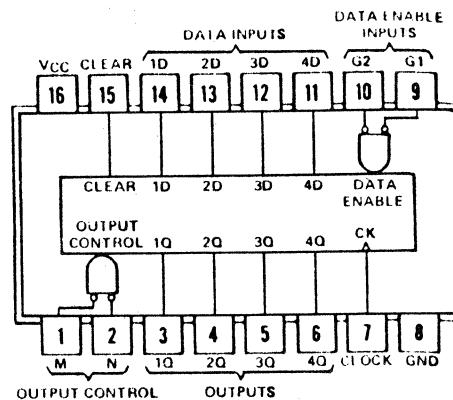 DATA INPUTS
DATA ENABLE
INPUTS
VCC CLEAR 1D 2D 3D 4D G2 G1
16 15 14 13 12 11 10 9
CLEAR 1D 2D 3D 4D DATA
ENABLE
OUTPUT
CONTROL
1Q 2Q 3Q 4Q CK
1 2 3 4 5 6 7 8
M N 1Q 2Q 3Q 4Q CLOCK GND
OUTPUT CONTROL OUTPUTS